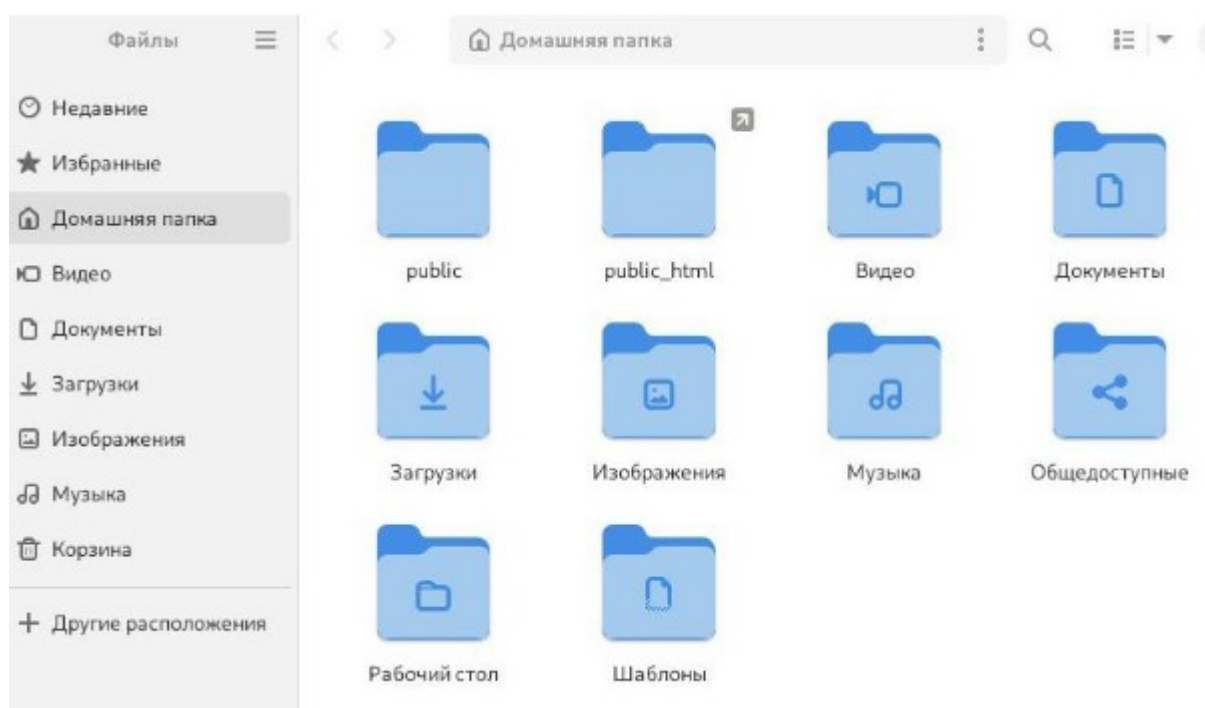 Файлы
Домашняя папка
Недавние
Избранные
Домашняя папка
Видео
Документы
Загрузки
Изображения
Музыка
Корзина
Другие расположения
public
public_html
Видео
Документы
Загрузки
Изображения
Музыка
Общедоступные
Рабочий стол
Шаблоны